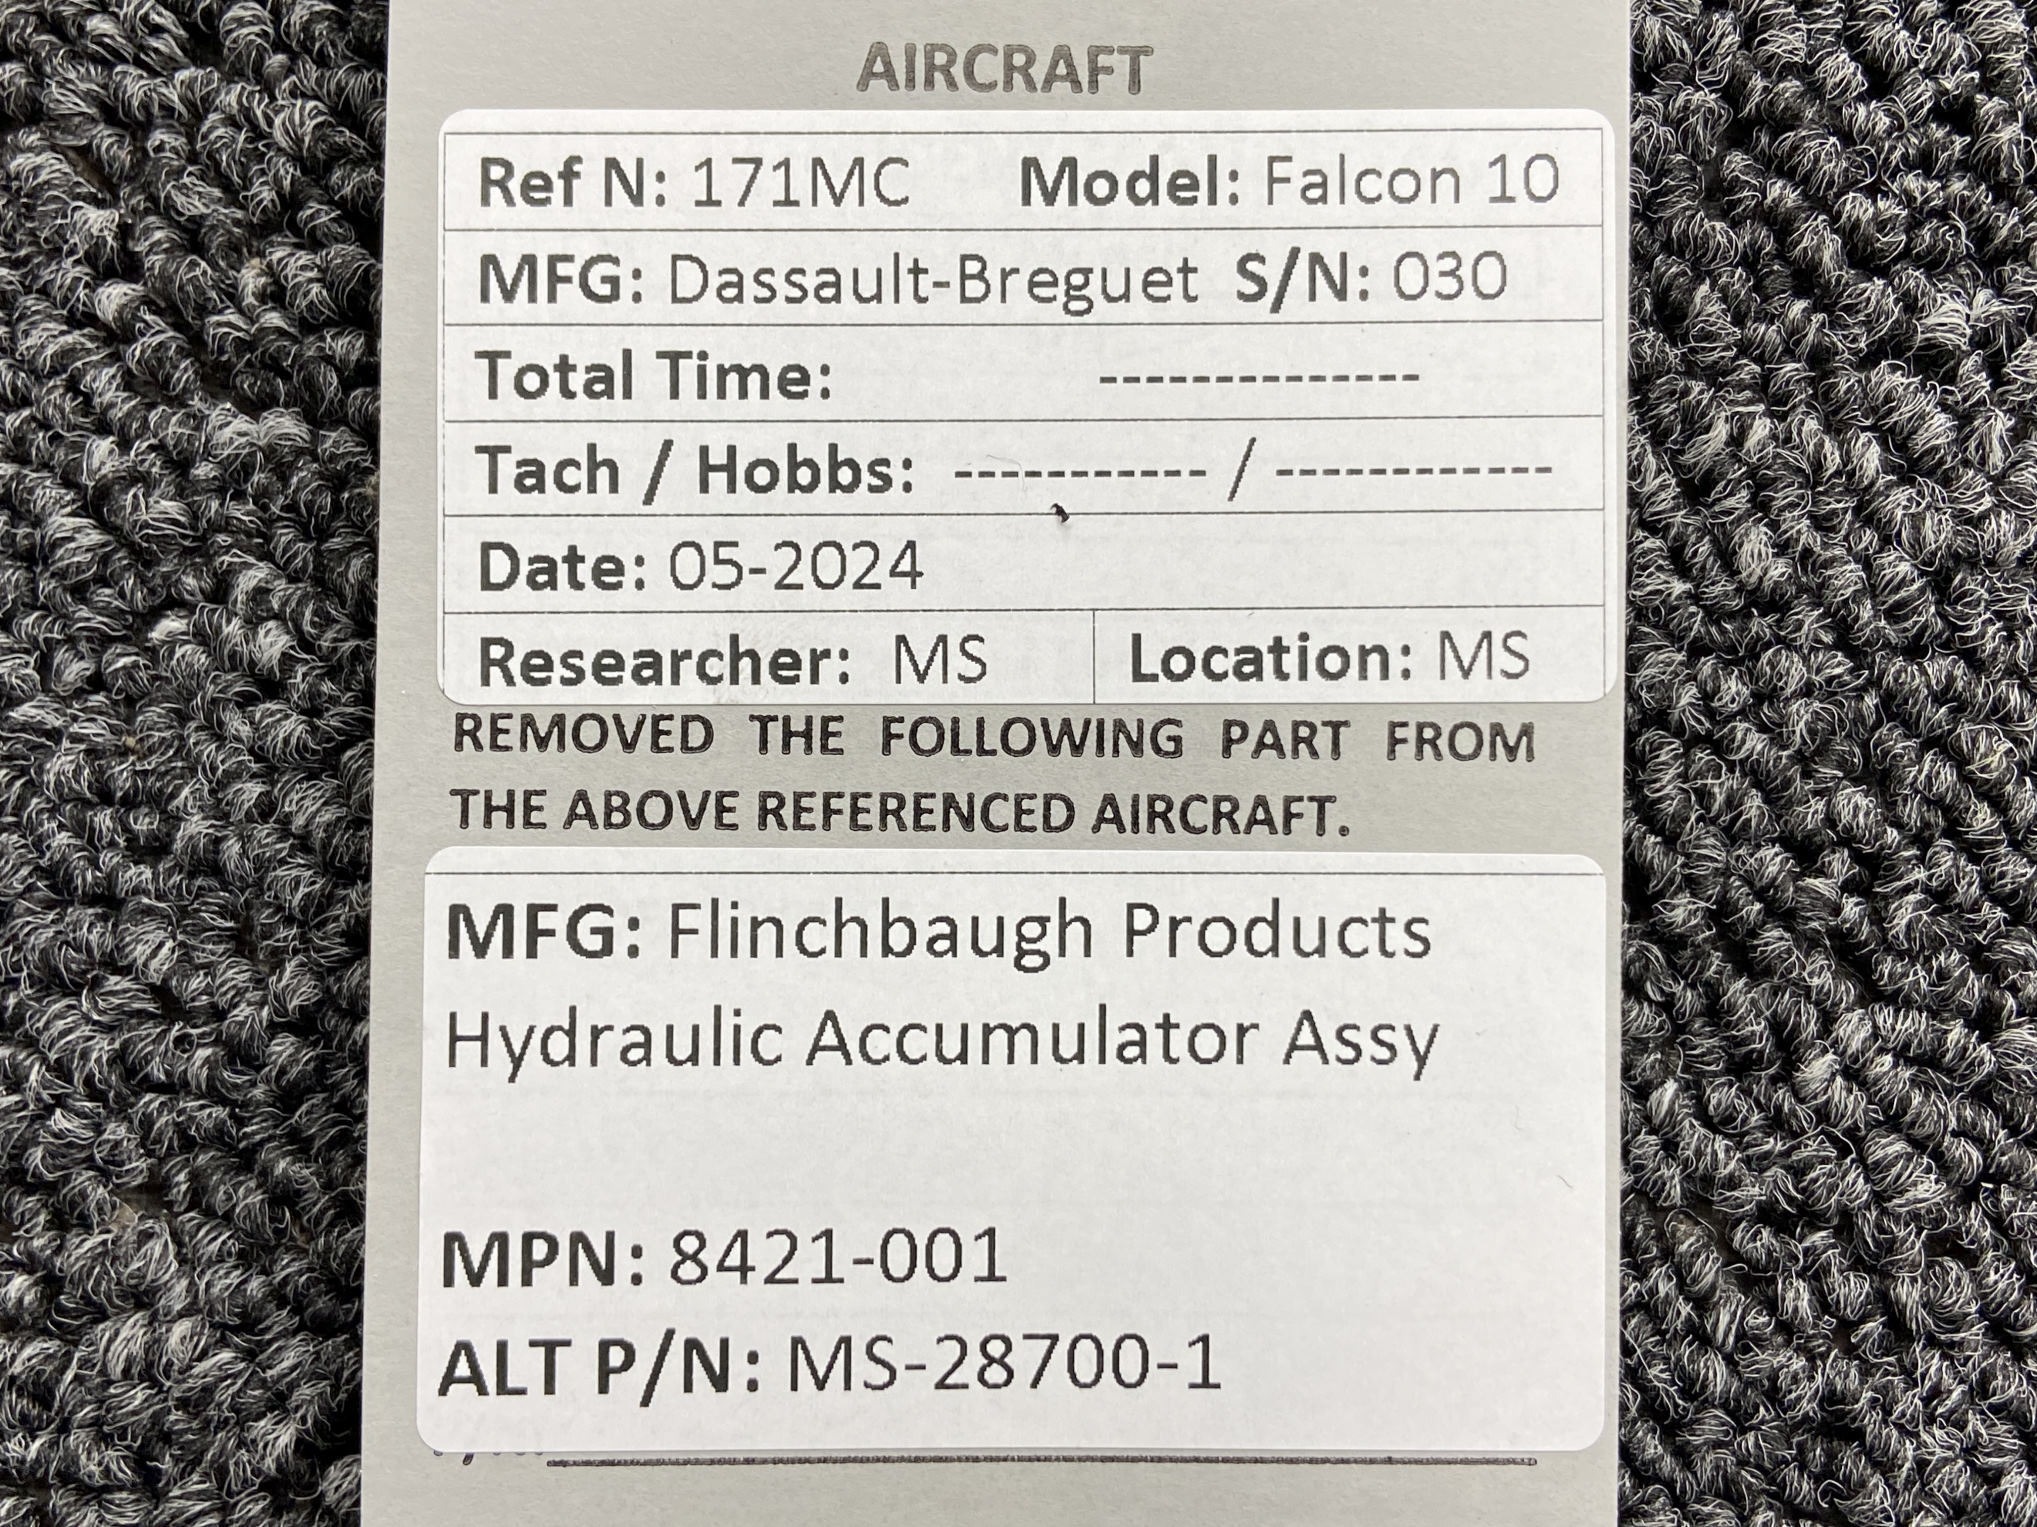 AIRCRAFT
Ref N: 171MC Model: Falcon 10
MFG: Dassault-Breguet S/N: 030
Total Time: --------------
Tach / Hobbs: ----------- / ------------
Date: 05-2024
Researcher: MS Location: MS
REMOVED THE FOLLOWING PART FROM
THE ABOVE REFERENCED AIRCRAFT.
MFG: Flinchbaugh Products
Hydraulic Accumulator Assy
MPN: 8421-001
ALT P/N: MS-28700-1